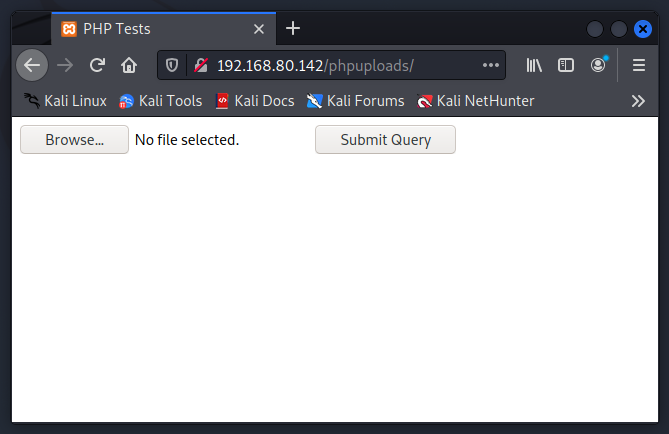 PHP Tests
192.168.80.142/phpuploads/
Kali Linux Kali Tools Kali Docs Kali Forums Kali NetHunter
Browse... No file selected. Submit Query